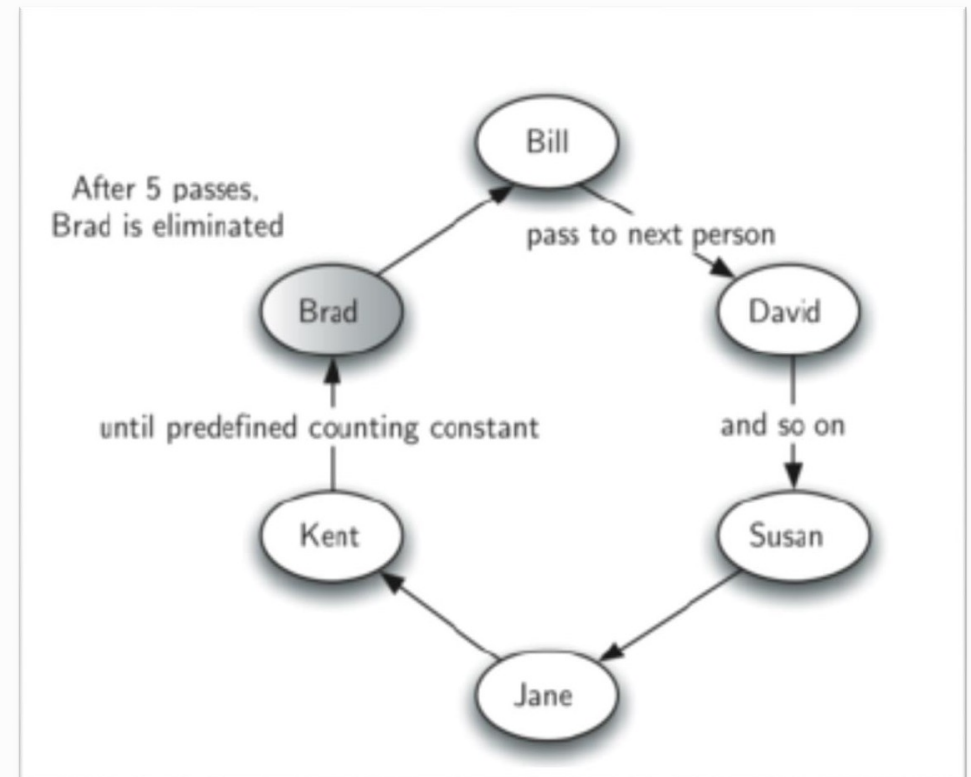 Bill
After 5 passes,
Brad is eliminated
pass to next person
Brad
David
until predefined counting constant
and so on
Kent
Susan
Jane